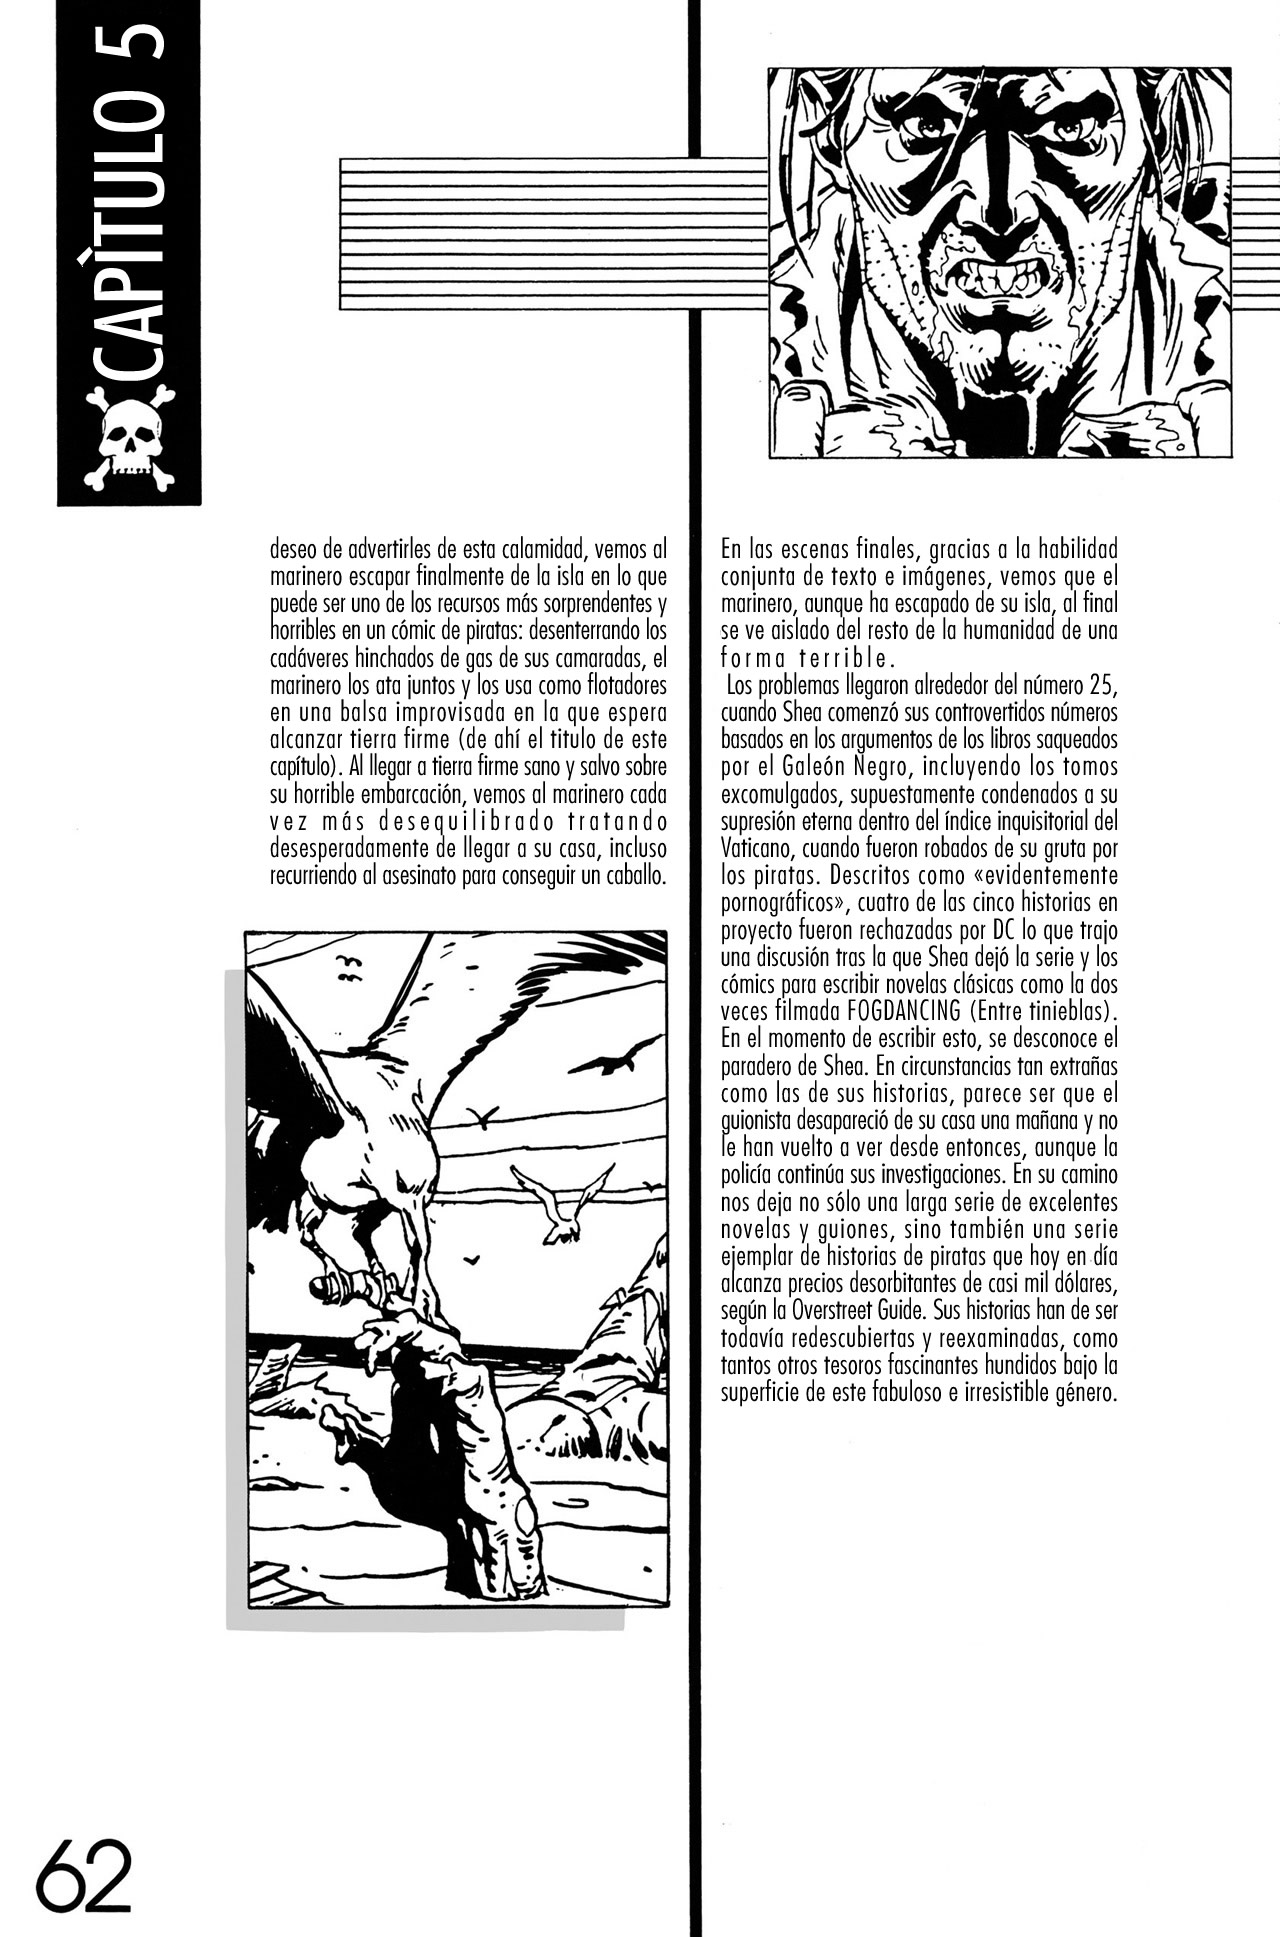 CAPÌTULO 5
deseo de advertirles de esta calamidad, vemos al
marinero escapar finalmente de la isla en lo que
puede ser uno de los recursos más sorprendentes y
horribles en un cómic de piratas: desenterrando los
cadáveres hinchados de gas de sus camaradas, el
marinero los ata juntos y los usa como flotadores
en una balsa improvisada en la que espera
alcanzar tierra firme (de ahí el titulo de este
capítulo). Al llegar a tierra firme sano y salvo sobre
su horrible embarcación, vemos al marinero cada
vez más desequilibrado tratando
desesperadamente de llegar a su casa, incluso
recurriendo al asesinato para conseguir un caballo.
En las escenas finales, gracias a la habilidad
conjunta de texto e imágenes, vemos que el
marinero, aunque ha escapado de su isla, al final
se ve aislado del resto de la humanidad de una
forma terrible.
Los problemas llegaron alrededor del número 25,
cuando Shea comenzó sus controvertidos números
basados en los argumentos de los libros saqueados
por el Galeón Negro, incluyendo los tomos
excomulgados, supuestamente condenados a su
supresión eterna dentro del índice inquisitorial del
Vaticano, cuando fueron robados de su gruta por
los piratas. Descritos como «evidentemente
pornográficos», cuatro de las cinco historias en
proyecto fueron rechazadas por DC lo que trajo
una discusión tras la que Shea dejó la serie y los
cómics para escribir novelas clásicas como la dos
veces filmada FOGDANCING (Entre tinieblas).
En el momento de escribir esto, se desconoce el
paradero de Shea. En circunstancias tan extrañas
como las de sus historias, parece ser que el
guionista desapareció de su casa una mañana y no
le han vuelto a ver desde entonces, aunque la
policía continúa sus investigaciones. En su camino
nos deja no sólo una larga serie de excelentes
novelas y guiones, sino también una serie
ejemplar de historias de piratas que hoy en día
alcanza precios desorbitantes de casi mil dólares,
según la Overstreet Guide. Sus historias han de ser
todavía redescubiertas y reexaminadas, como
tantos otros tesoros fascinantes hundidos bajo la
superficie de este fabuloso e irresistible género.
62